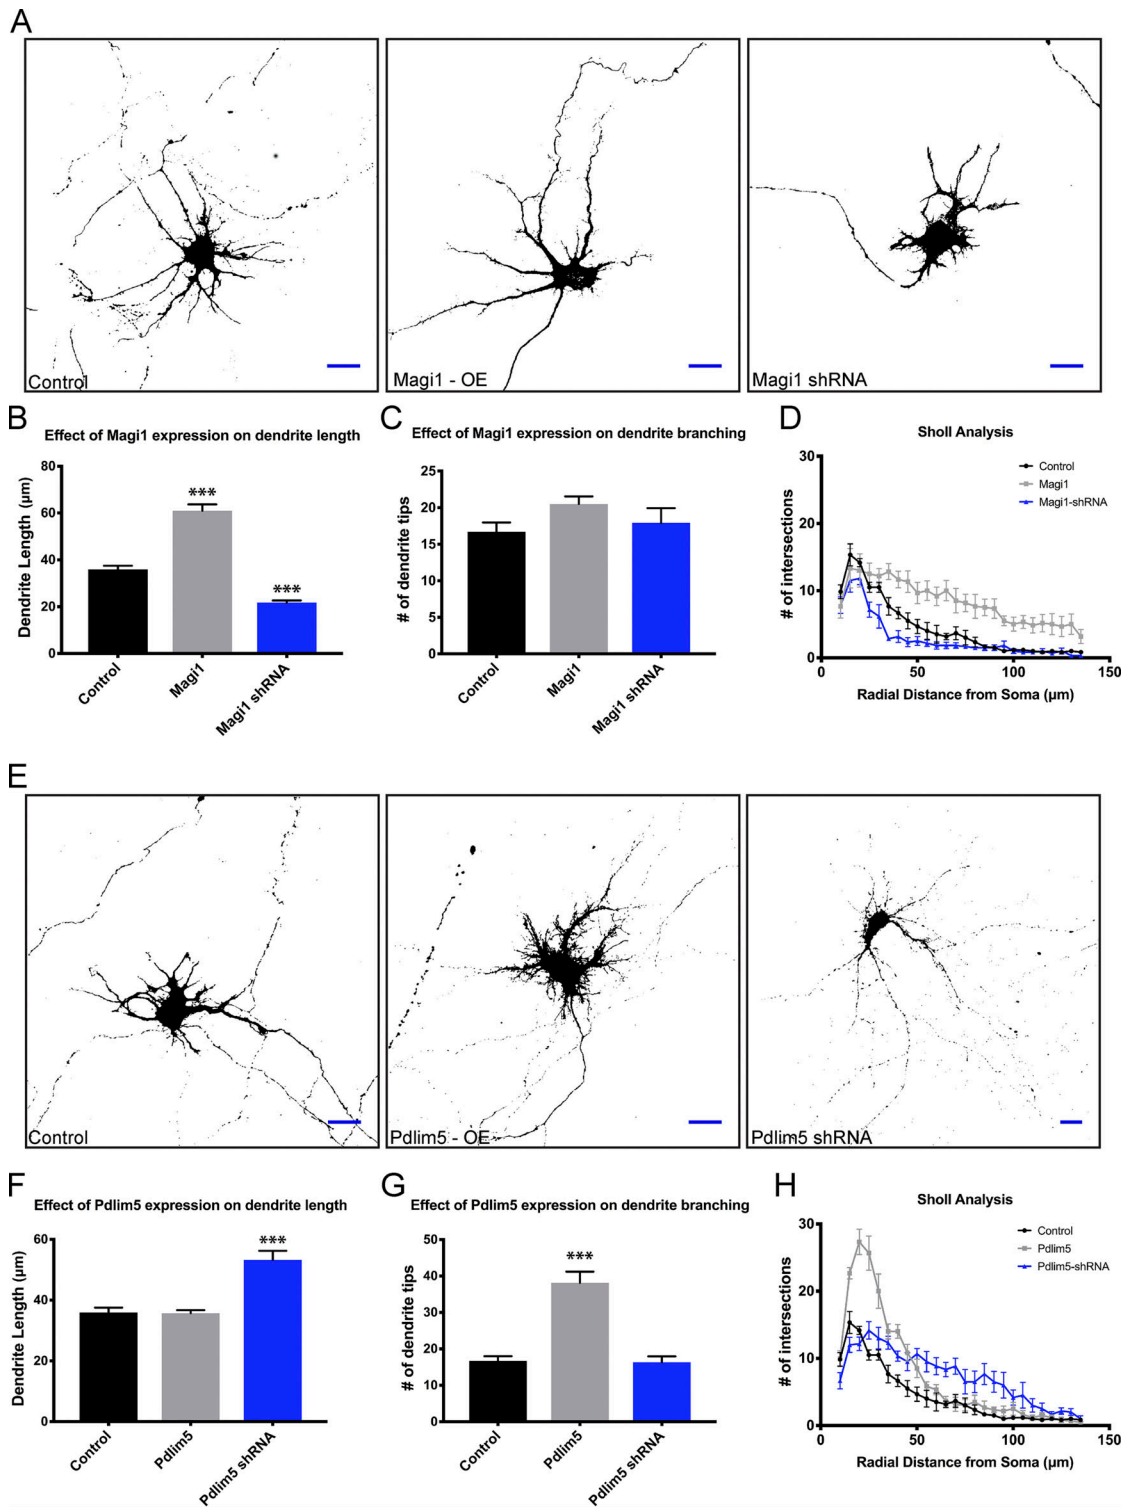 A
Control
Magi1 - OE
Magi1 shRNA
B
Effect of Magi1 expression on dendrite length
Dendrite Length (µm)
80
60
40
20
0
***
***
Control
Magi1
Magi1 shRNA
C
Effect of Magi1 expression on dendrite branching
# of dendrite tips
25
20
15
10
5
0
Control
Magi1
Magi1 shRNA
D
Sholl Analysis
# of intersections
30
20
10
0
Control
Magi1
Magi1-shRNA
0
50
100
150
Radial Distance from Soma (µm)
E
Control
Pdlim5 - OE
Pdlim5 shRNA
F
Effect of Pdlim5 expression on dendrite length
Dendrite Length (µm)
60
40
20
0
***
Control
Pdlim5
Pdlim5 shRNA
G
Effect of Pdlim5 expression on dendrite branching
# of dendrite tips
50
40
30
20
10
0
***
Control
Pdlim5
Pdlim5 shRNA
H
Sholl Analysis
# of intersections
30
20
10
0
Control
Pdlim5
Pdlim5-shRNA
0
50
100
150
Radial Distance from Soma (µm)